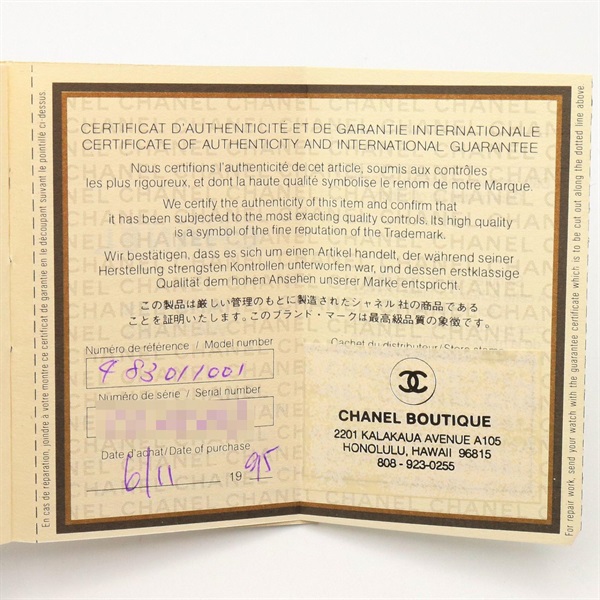 CERTIFICAT D'AUTHENTICITÉ ET DE GARANTIE INTERNATIONALE
CERTIFICATE OF AUTHENTICITY AND INTERNATIONAL GUARANTEE
Nous certifions l'authenticité de cet article, soumis aux contrôles
les plus rigoureux, et dont la haute qualité symbolise le renom de notre Marque.
We certify the authenticity of this item and confirm that
it has been subjected to the most exacting quality controls. Its high quality
is a symbol of the fine reputation of the Trademark.
Wir bestätigen, dass es sich um einen Artikel handelt, der während seiner
Herstellung strengsten Kontrollen unterworfen war, und dessen erstklassige
Qualität dem hohen Ansehen unserer Marke entspricht.
この製品は厳しい管理のもとに製造されたシャネル社の商品である
ことを証明いたします。このブランド・マークは最高級品質の象徴です。
Numéro de référence / Model number
483011001
Numéro de série / Serial number
Date d'achat/Date of purchase
6/11 1995
Cachet du distributeur/Store stamp
CHANEL BOUTIQUE
2201 KALAKAUA AVENUE A105
HONOLULU, HAWAII 96815
808-923-0255
En cas de réparation, joindre à votre montre ce certificat de garantie en le découpant suivant le pointillé ci-dessus.
For repair work, send your watch with the guarantee certificate which is to be cut out along the dotted line above